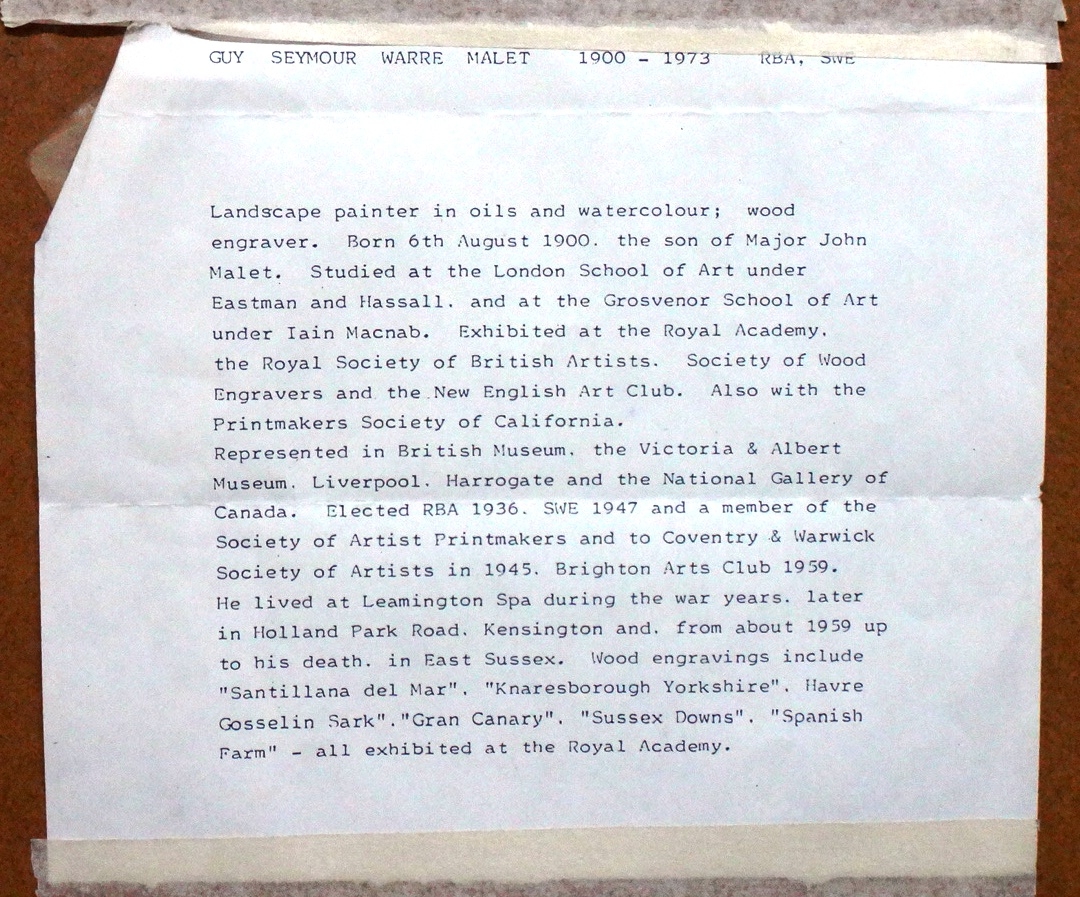 GUY SEYMOUR WARRE MALET 1900 - 1973 RBA, SWE
Landscape painter in oils and watercolour; wood
engraver. Born 6th August 1900, the son of Major John
Malet. Studied at the London School of Art under
Eastman and Hassall, and at the Grosvenor School of Art
under Iain Macnab. Exhibited at the Royal Academy,
the Royal Society of British Artists. Society of Wood
Engravers and the New English Art Club. Also with the
Printmakers Society of California.
Represented in British Museum, the Victoria & Albert
Museum, Liverpool, Harrogate and the National Gallery of
Canada. Elected RBA 1936, SWE 1947 and a member of the
Society of Artist Printmakers and to Coventry & Warwick
Society of Artists in 1945, Brighton Arts Club 1959.
He lived at Leamington Spa during the war years, later
in Holland Park Road, Kensington and, from about 1959 up
to his death, in East Sussex. Wood engravings include
"Santillana del Mar", "Knaresborough Yorkshire", Havre
Gosselin Sark","Gran Canary", "Sussex Downs", "Spanish
Farm" - all exhibited at the Royal Academy.